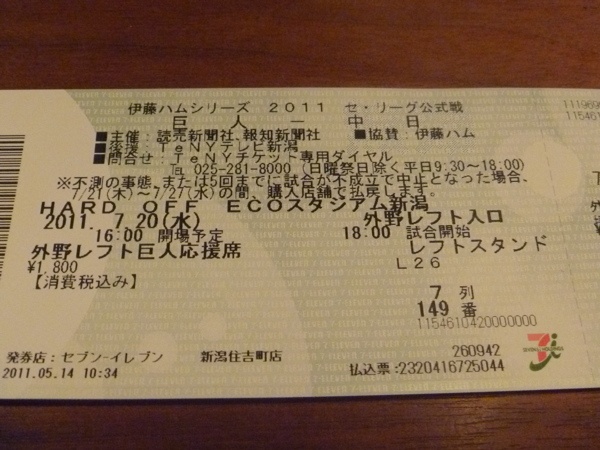 伊藤ハムシリーズ 2011 セ・リーグ公式戦
巨人－中日
■主催：読売新聞社、報知新聞社 ■協賛：伊藤ハム
■後援：TeNYテレビ新潟
■問合せ：TeNYチケット専用ダイヤル
TEL 025-281-8000（日曜祭日除く平日9:30～18:00）
※不測の事態、または5回までに試合が不成立で中止となった場合、
7/21(木)～7/27(水)の間、購入店舗で払戻します。
HARD OFF ECOスタジアム新潟
2011. 7.20(水) 外野レフト入口
16:00 開場予定 18:00 試合開始
外野レフト巨人応援席 レフトスタンド
¥1,800 L26
【消費税込み】
7 列
149 番
1154610420000000
発券店：セブン-イレブン 新潟住吉町店 260942
2011.05.14 10:34 払込票：2320416725044